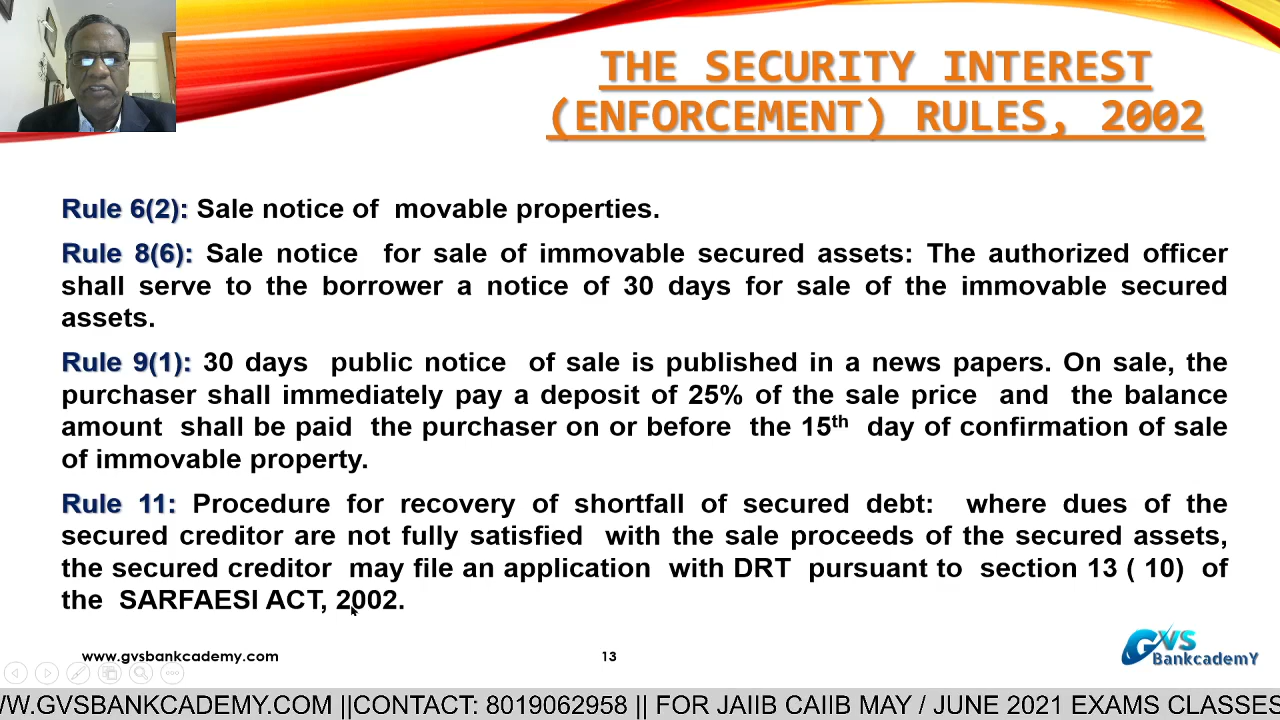 THE SECURITY INTEREST
(ENFORCEMENT) RULES, 2002
Rule 6(2): Sale notice of movable properties.
Rule 8(6): Sale notice for sale of immovable secured assets: The authorized officer
shall serve to the borrower a notice of 30 days for sale of the immovable secured
assets.
Rule 9(1): 30 days public notice of sale is published in a news papers. On sale, the
purchaser shall immediately pay a deposit of 25% of the sale price and the balance
amount shall be paid the purchaser on or before the 15th day of confirmation of sale
of immovable property.
Rule 11: Procedure for recovery of shortfall of secured debt: where dues of the
secured creditor are not fully satisfied with the sale proceeds of the secured assets,
the secured creditor may file an application with DRT pursuant to section 13 ( 10) of
the SARFAESI ACT, 2002.
www.gvsbankcademy.com
13
GVS
BankcademY
WW.GVSBANKCADEMY.COM ||CONTACT: 8019062958 || FOR JAIIB CAIIB MAY / JUNE 2021 EXAMS CLASSES